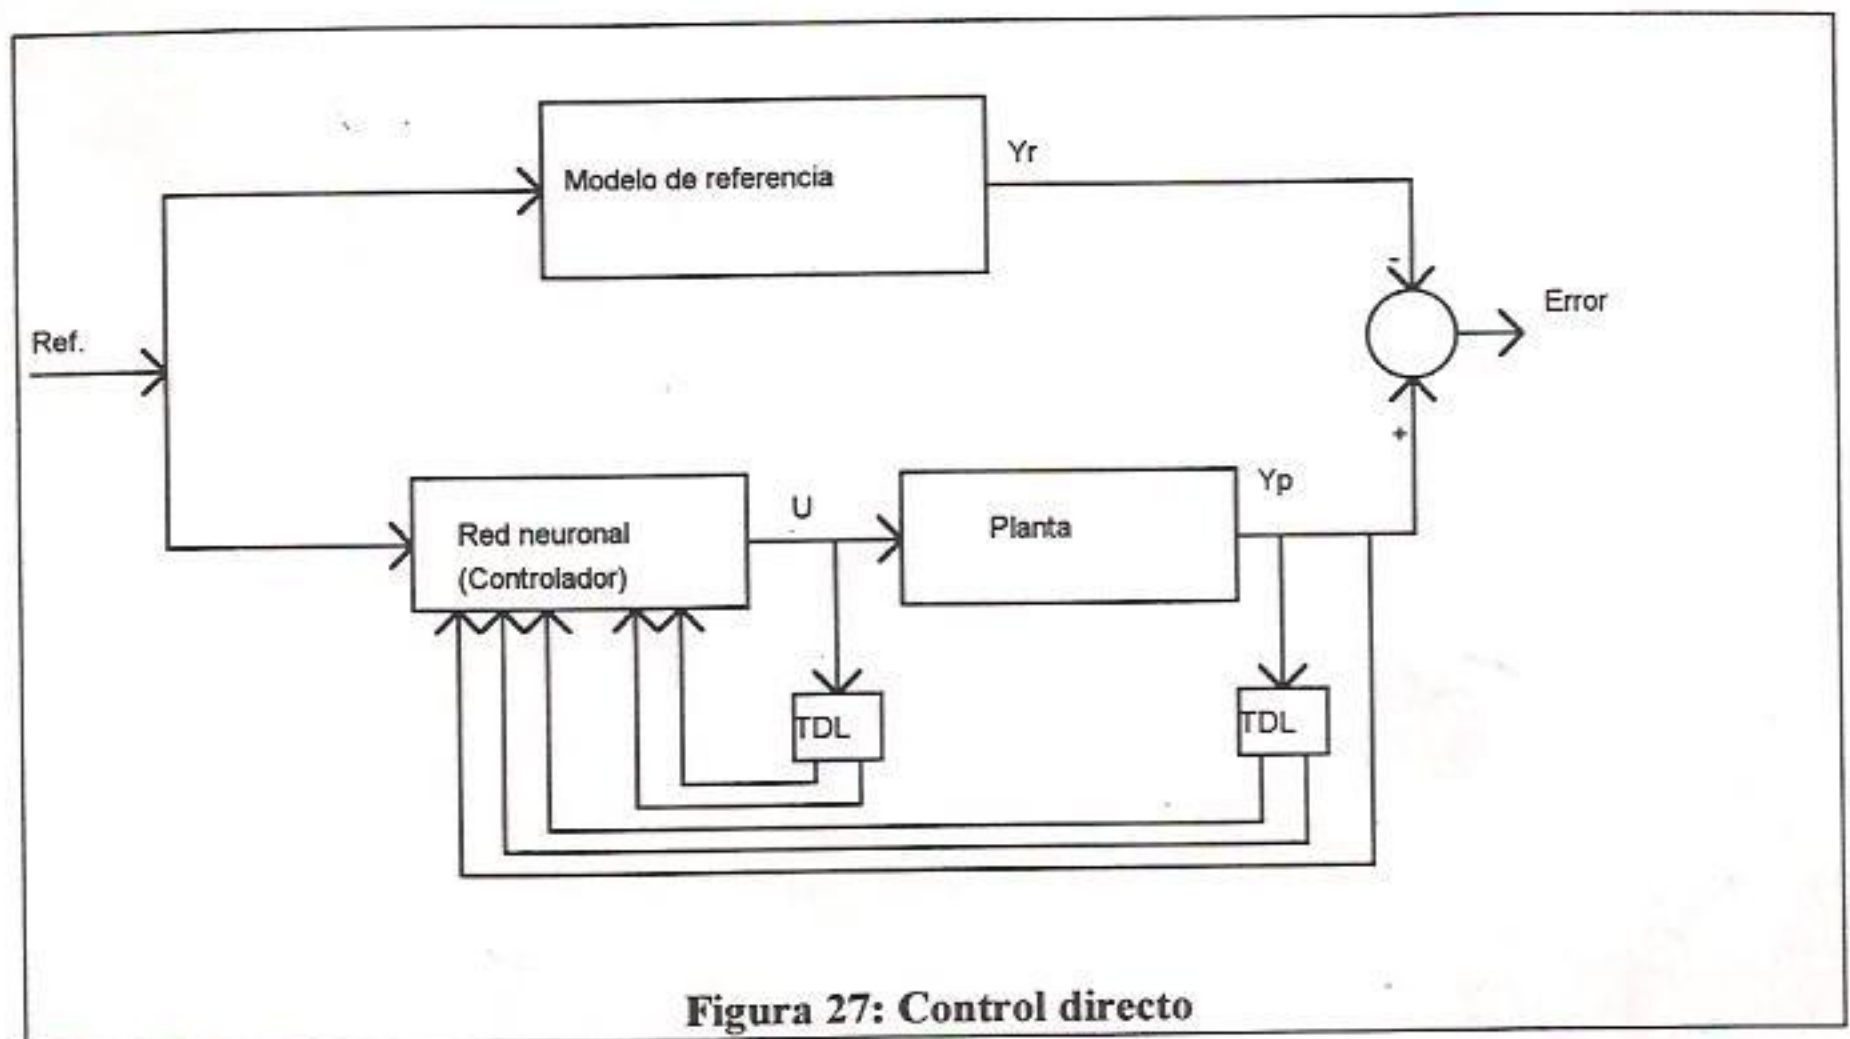 Modelo de referencia
Yr
-
Error
Ref.
+
Red neuronal
(Controlador)
U
Planta
Yp
TDL
TDL
Figura 27: Control directo